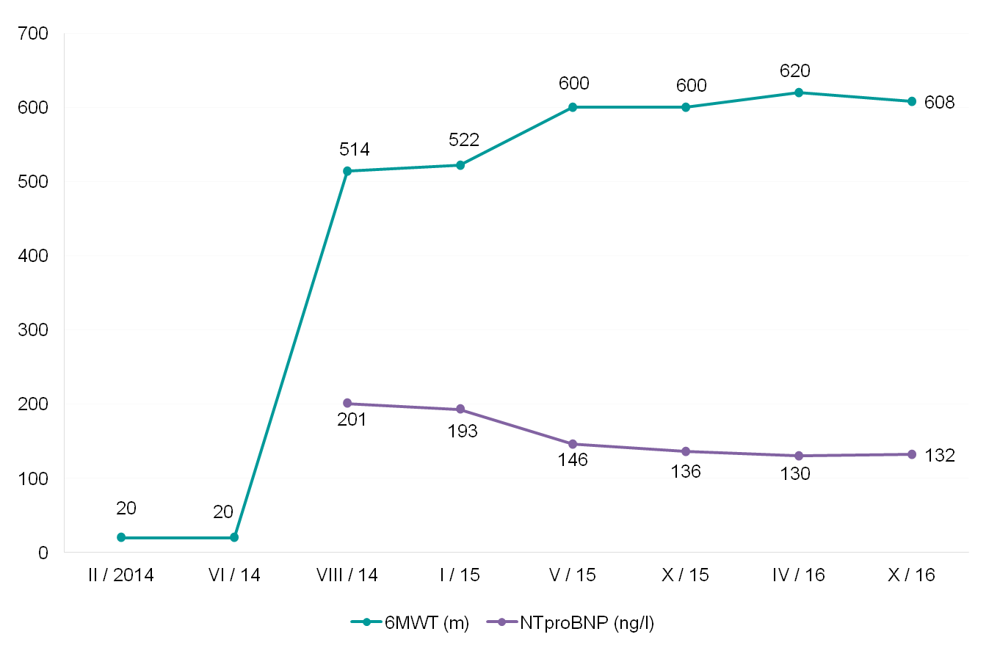 700
600
500
400
300
200
100
0
20
20
514
522
600
600
620
608
201
193
146
136
130
132
II / 2014
VI / 14
VIII / 14
I / 15
V / 15
X / 15
IV / 16
X / 16
6MWT (m)
NTproBNP (ng/l)